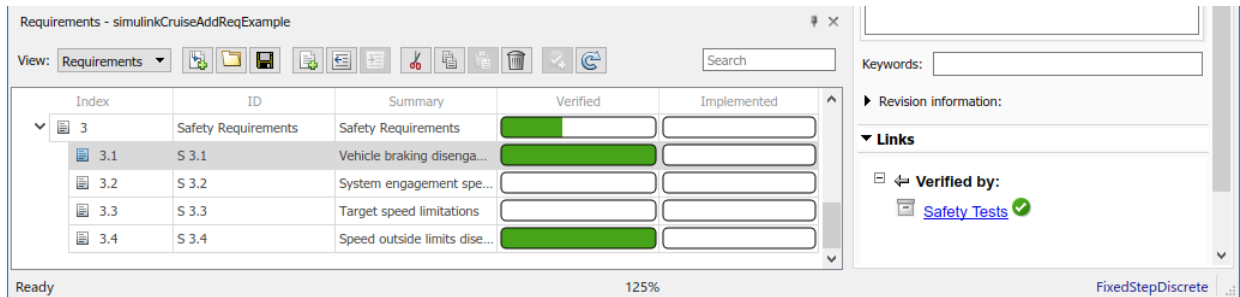 Requirements - simulinkCruiseAddReqExample
View: Requirements
Search
Index ID Summary Verified Implemented
3 Safety Requirements Safety Requirements
3.1 S 3.1 Vehicle braking disenga...
3.2 S 3.2 System engagement spe...
3.3 S 3.3 Target speed limitations
3.4 S 3.4 Speed outside limits dise...
Keywords:
Revision information:
Links
Verified by:
Safety Tests
Ready 125% FixedStepDiscrete